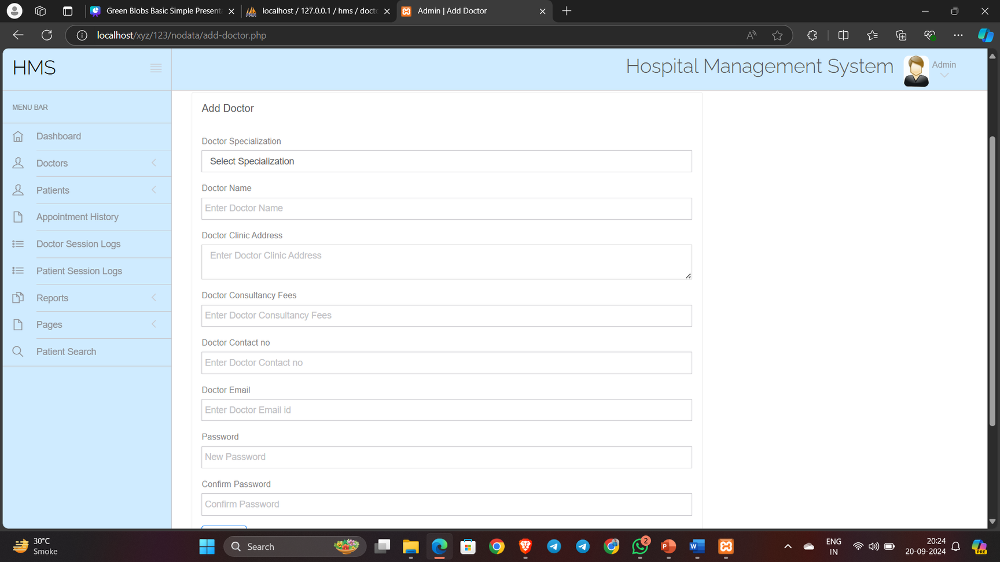 Green Blobs Basic Simple Presenta
localhost / 127.0.0.1 / hms / docto
Admin | Add Doctor
localhost/xyz/123/nodata/add-doctor.php
HMS
Hospital Management System
Admin
MENU BAR
Dashboard
Doctors
Patients
Appointment History
Doctor Session Logs
Patient Session Logs
Reports
Pages
Patient Search
Add Doctor
Doctor Specialization
Select Specialization
Doctor Name
Enter Doctor Name
Doctor Clinic Address
Enter Doctor Clinic Address
Doctor Consultancy Fees
Enter Doctor Consultancy Fees
Doctor Contact no
Enter Doctor Contact no
Doctor Email
Enter Doctor Email id
Password
New Password
Confirm Password
Confirm Password
30°C
Smoke
Search
2
ENG
IN
20:24
20-09-2024
PRE